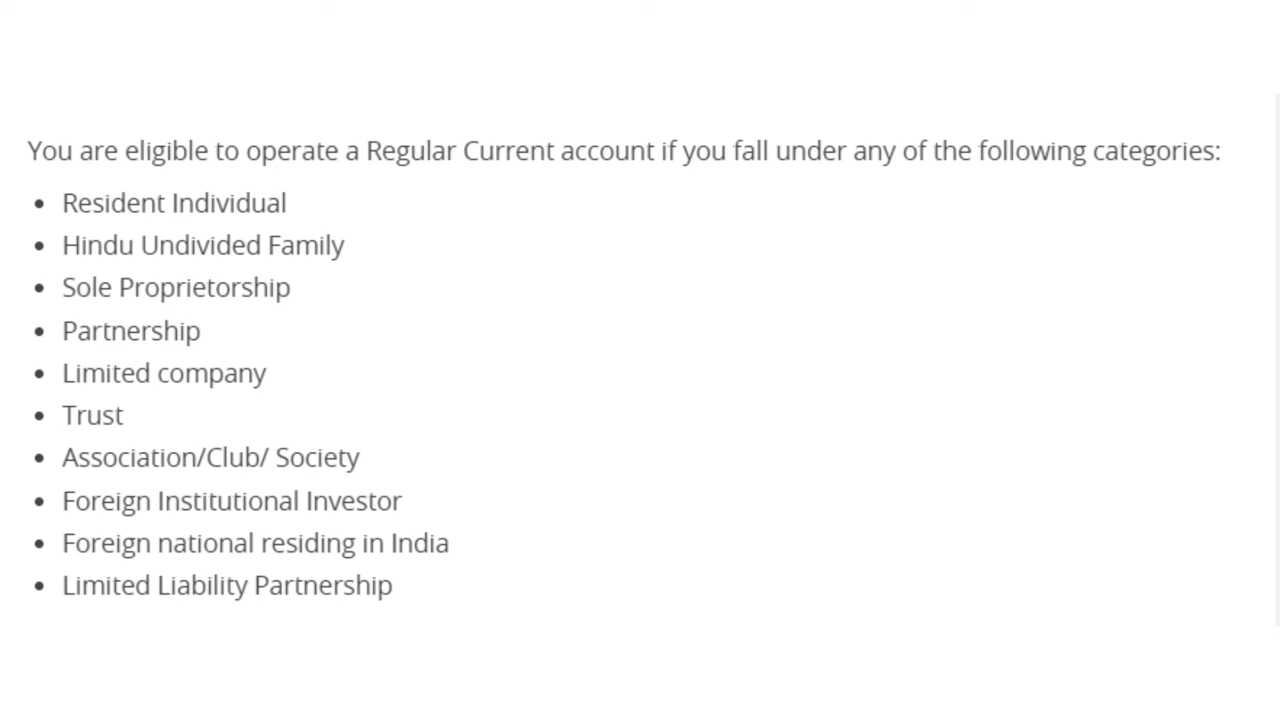 You are eligible to operate a Regular Current account if you fall under any of the following categories:
• Resident Individual
• Hindu Undivided Family
• Sole Proprietorship
• Partnership
• Limited company
• Trust
• Association/Club/ Society
• Foreign Institutional Investor
• Foreign national residing in India
• Limited Liability Partnership